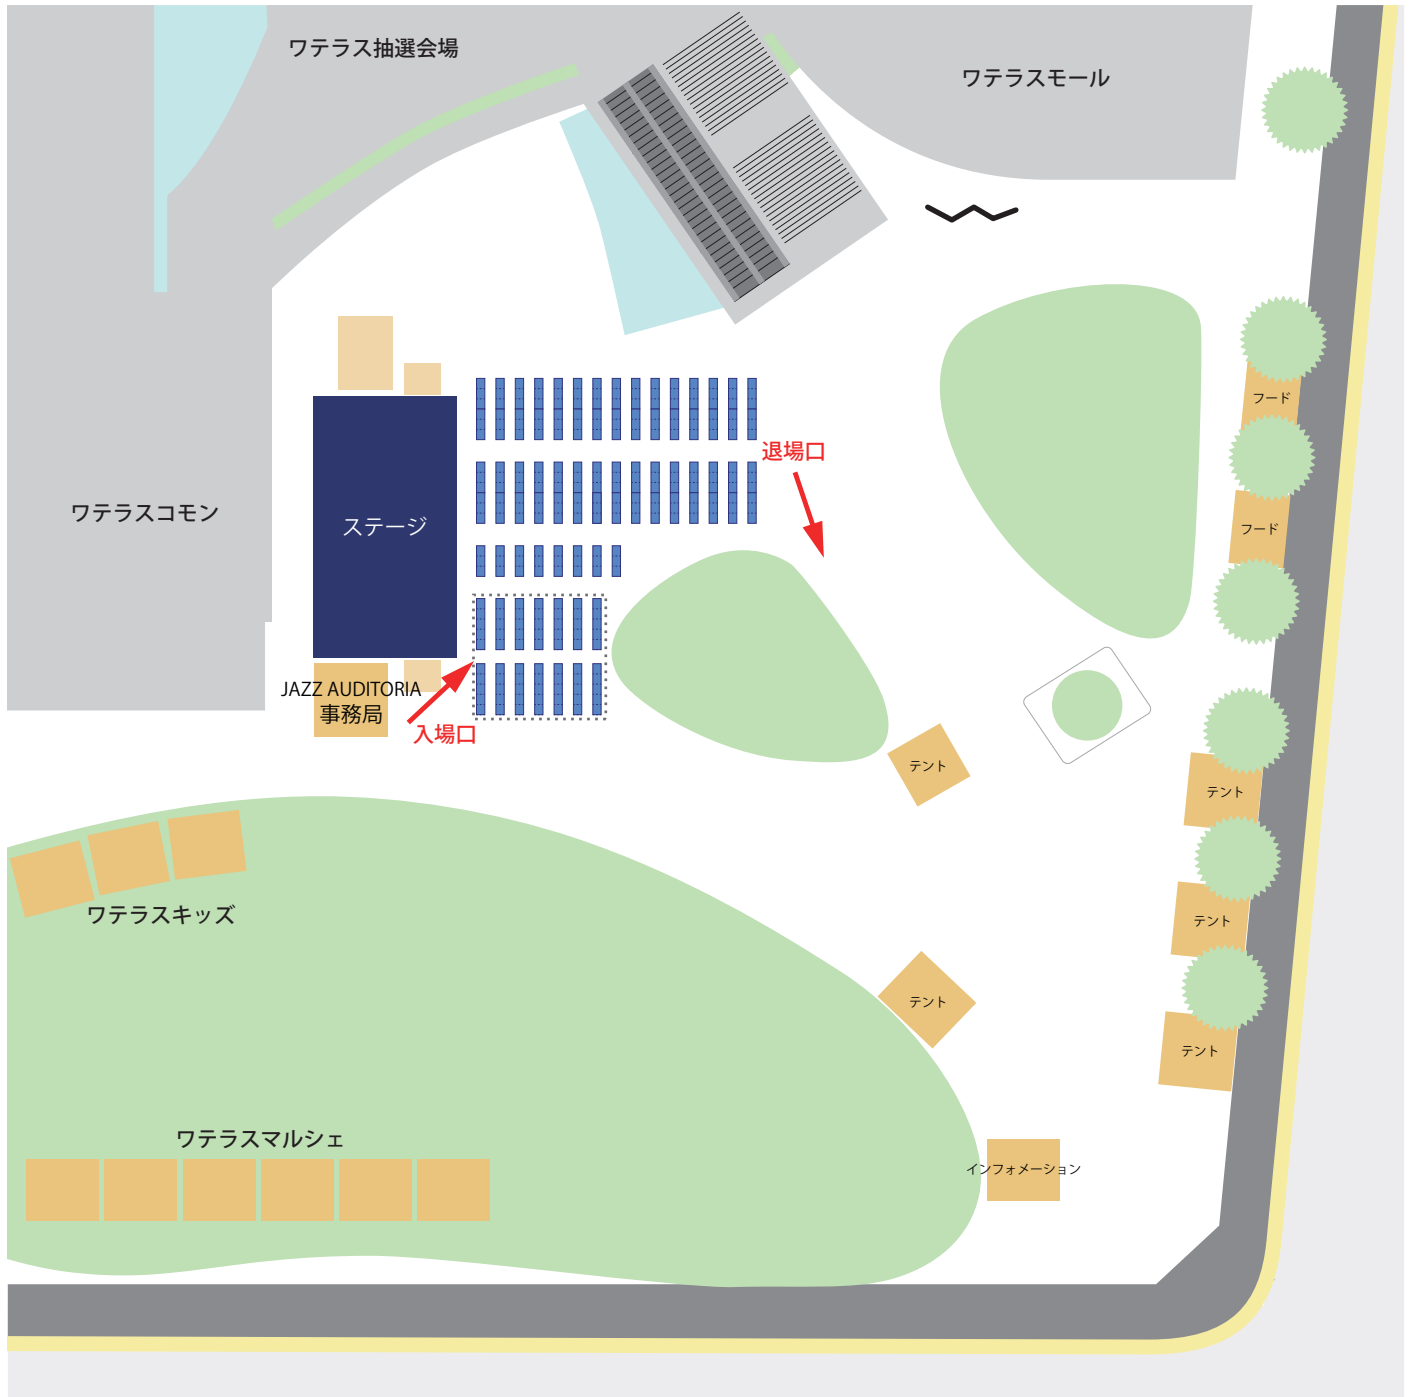 ワテラス抽選会場
ワテラスモール
フード
退場口
ワテラスコモン
ステージ
フード
JAZZ AUDITORIA
事務局
入場口
テント
テント
ワテラスキッズ
テント
テント
テント
ワテラスマルシェ
インフォメーション